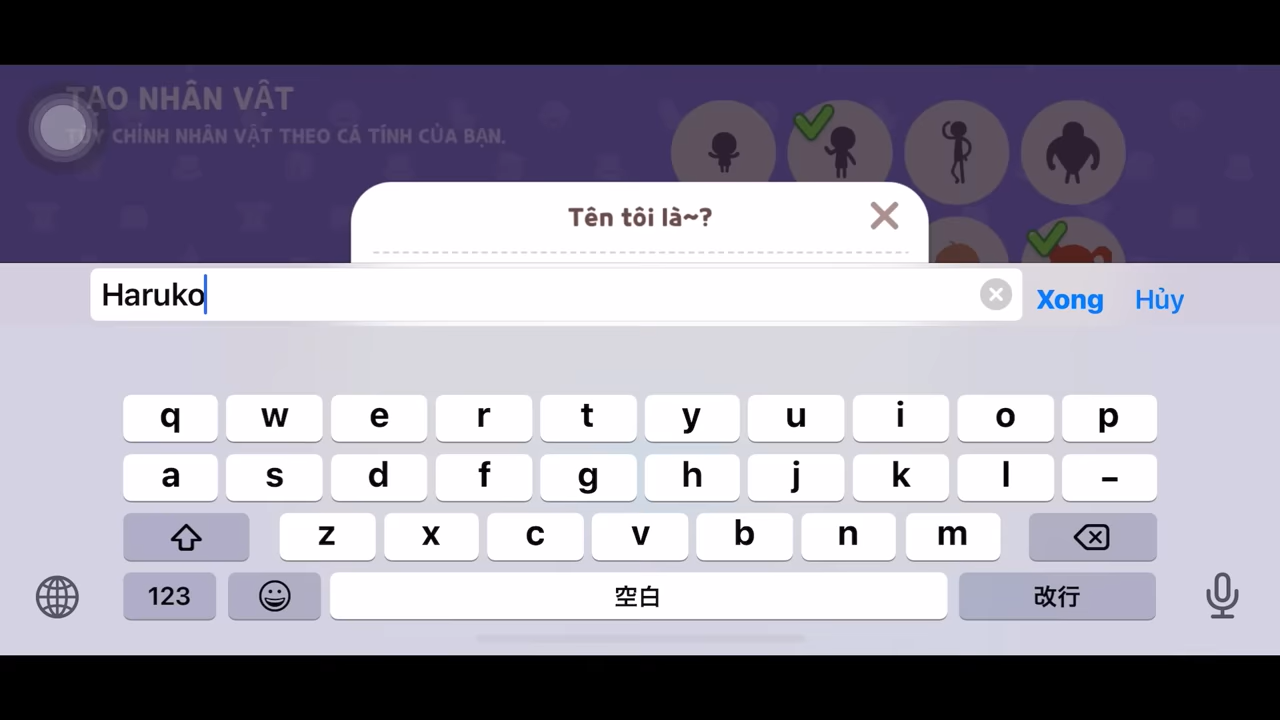 TẠO NHÂN VẬT
TÙY CHỈNH NHÂN VẬT THEO CÁ TÍNH CỦA BẠN.
Tên tôi là~?
Haruko
Xong Hủy
q w e r t y u i o p
a s d f g h j k l -
z x c v b n m
123 空白 改行